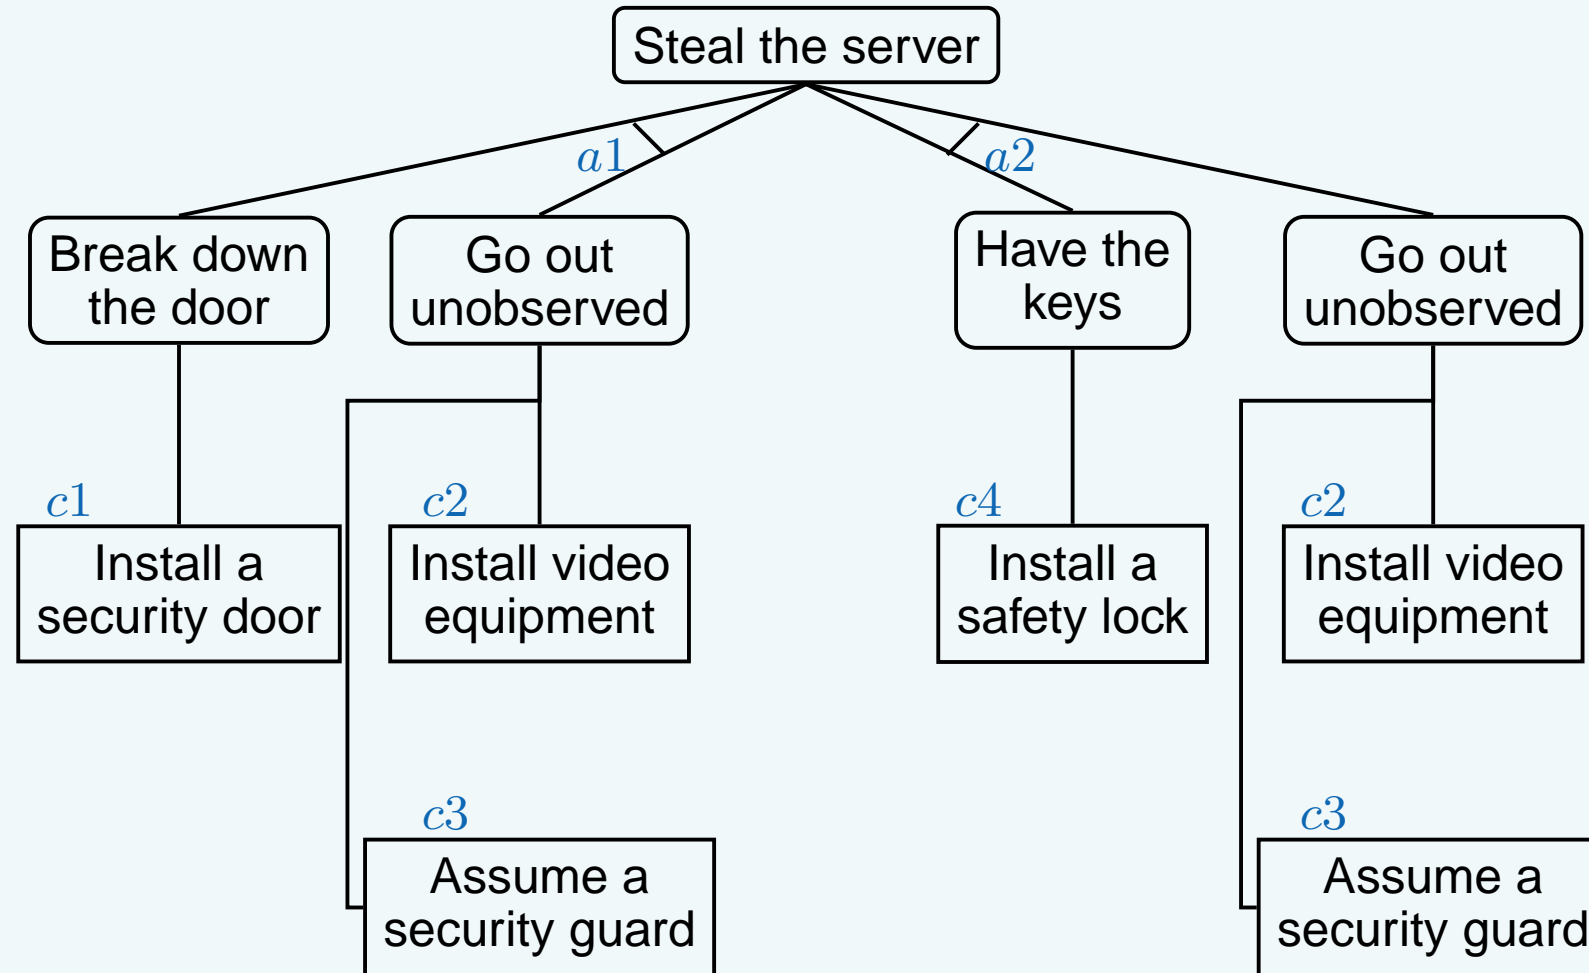 Steal the server
a1
a2
Break down
the door
Go out
unobserved
Have the
keys
Go out
unobserved
c1
c2
c4
c2
Install a
security door
Install video
equipment
Install a
safety lock
Install video
equipment
c3
c3
Assume a
security guard
Assume a
security guard